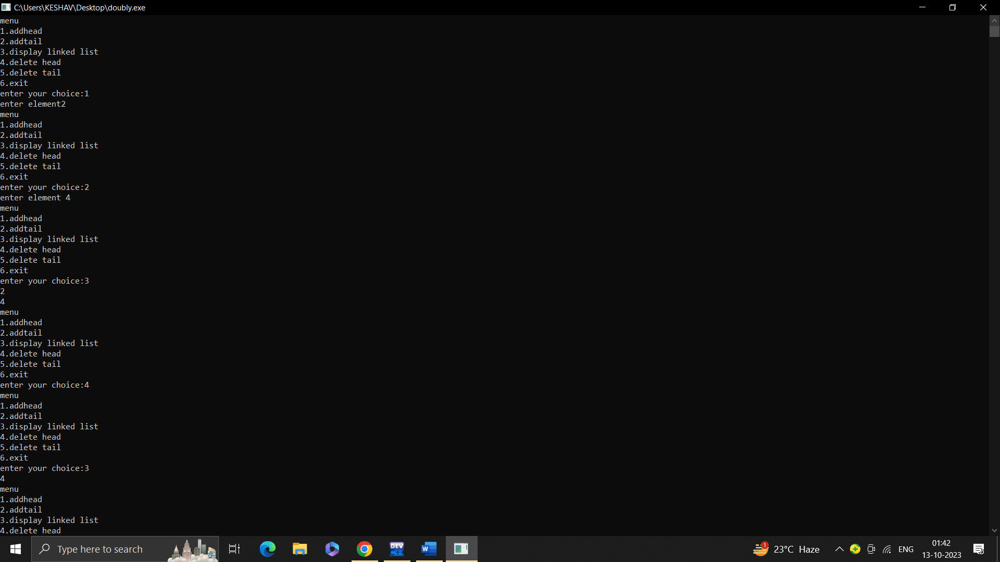 C:\Users\KESHAV\Desktop\doubly.exe
menu
1.addhead
2.addtail
3.display linked list
4.delete head
5.delete tail
6.exit
enter your choice:1
enter element2
menu
1.addhead
2.addtail
3.display linked list
4.delete head
5.delete tail
6.exit
enter your choice:2
enter element 4
menu
1.addhead
2.addtail
3.display linked list
4.delete head
5.delete tail
6.exit
enter your choice:3
2
4
menu
1.addhead
2.addtail
3.display linked list
4.delete head
5.delete tail
6.exit
enter your choice:4
menu
1.addhead
2.addtail
3.display linked list
4.delete head
5.delete tail
6.exit
enter your choice:3
4
menu
1.addhead
2.addtail
3.display linked list
4.delete head
Type here to search
DEV
C++
W
1
23°C Haze
ENG
01:42
13-10-2023